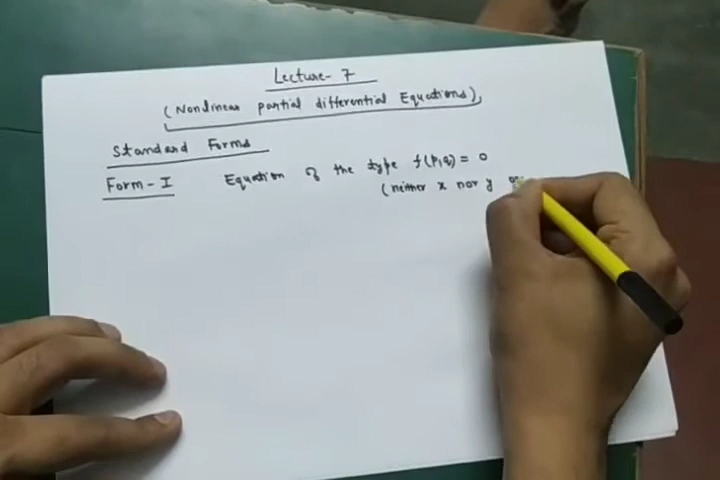 Lecture- 7
(Nonlinear partial differential Equations)
Standard Forms
Form - I Equation of the type f(p,q) = 0
(neither x nor y